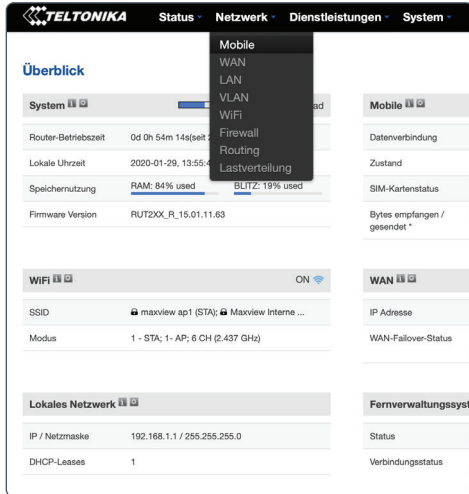 TELTONIKA Status Netzwerk Dienstleistungen System
Mobile
WAN
LAN
VLAN
WiFi
Firewall
Routing
Lastverteilung
Überblick
System ad
Router-Betriebszeit 0d 0h 54m 14s(seit
Lokale Uhrzeit 2020-01-29, 13:55:4
Speichernutzung RAM: 84% used BLITZ: 19% used
Firmware Version RUT2XX_R_15.01.11.63
Mobile
Datenverbindung
Zustand
SIM-Kartenstatus
Bytes empfangen /
gesendet *
WiFi ON
SSID maxview ap1 (STA); Maxview Interne ...
Modus 1 - STA; 1- AP; 6 CH (2.437 GHz)
WAN
IP Adresse
WAN-Failover-Status
Lokales Netzwerk
IP / Netzmaske 192.168.1.1 / 255.255.255.0
DHCP-Leases 1
Fernverwaltungssyst
Status
Verbindungsstatus